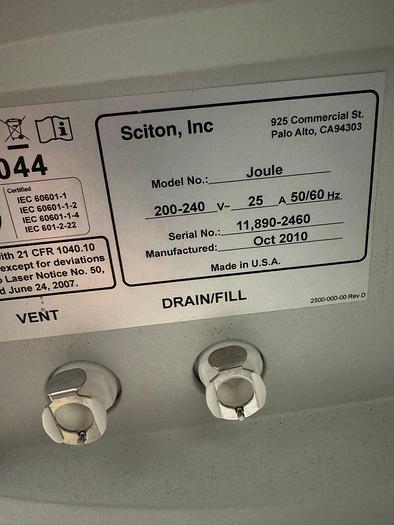 Sciton, Inc
925 Commercial St.
Palo Alto, CA94303
Model No.: Joule
200-240 V~ 25 A 50/60 Hz
Serial No.: 11,890-2460
Manufactured: Oct 2010
Made in U.S.A.
044
Certified
IEC 60601-1
IEC 60601-1-2
IEC 60601-1-4
IEC 601-2-22
with 21 CFR 1040.10
except for deviations
Laser Notice No. 50,
June 24, 2007.
VENT
DRAIN/FILL
2500-000-00 Rev D